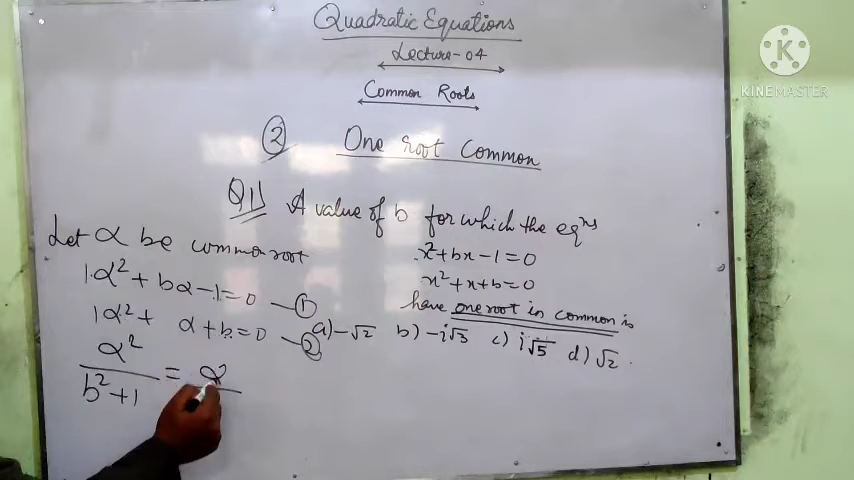 Quadratic Equations
Lecture-04
Common Roots
② One root common
Q1) A value of b for which the eqⁿˢ
x²+bx-1=0
x²+x+b=0
have one root in common is
a) -√2 b) -i√3 c) i√5 d) √2.
Let α be common root
1.α²+bα-1=0 —①
1α²+ α+b=0 —②
α²/b²+1 = α/
K
KINEMASTER